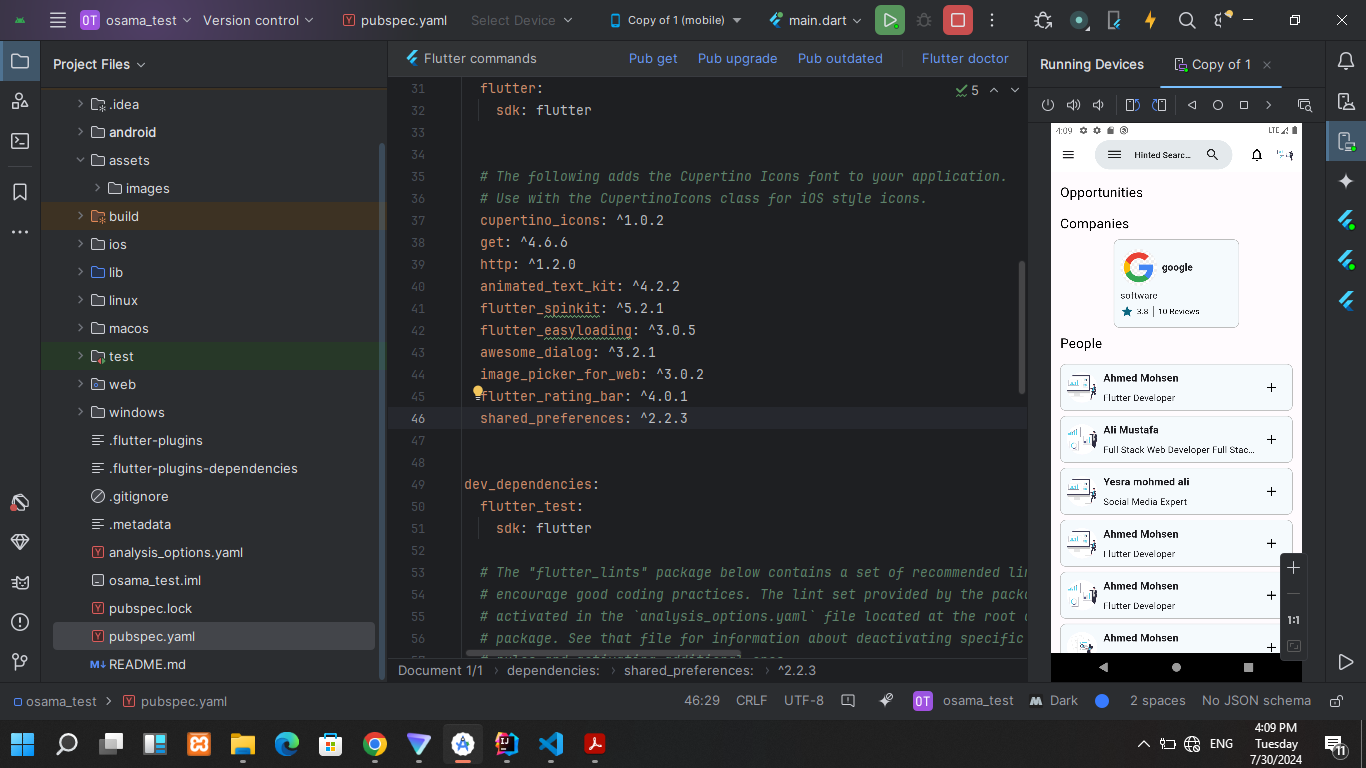 OT osama_test Version control pubspec.yaml Select Device Copy of 1 (mobile) main.dart
Project Files
.idea
android
assets
images
build
ios
lib
linux
macos
test
web
windows
.flutter-plugins
.flutter-plugins-dependencies
.gitignore
.metadata
analysis_options.yaml
osama_test.iml
pubspec.lock
pubspec.yaml
README.md
Flutter commands Pub get Pub upgrade Pub outdated Flutter doctor
5
31 flutter:
32 sdk: flutter
33
34
35 # The following adds the Cupertino Icons font to your application.
36 # Use with the CupertinoIcons class for iOS style icons.
37 cupertino_icons: ^1.0.2
38 get: ^4.6.6
39 http: ^1.2.0
40 animated_text_kit: ^4.2.2
41 flutter_spinkit: ^5.2.1
42 flutter_easyloading: ^3.0.5
43 awesome_dialog: ^3.2.1
44 image_picker_for_web: ^3.0.2
45 flutter_rating_bar: ^4.0.1
46 shared_preferences: ^2.2.3
47
48
49 dev_dependencies:
50 flutter_test:
51 sdk: flutter
52
53 # The "flutter_lints" package below contains a set of recommended
54 # encourage good coding practices. The lint set provided by the
55 # activated in the `analysis_options.yaml` file located at the root
56 # package. See that file for information about deactivating specific
Document 1/1 dependencies: shared_preferences: ^2.2.3
Running Devices Copy of 1
4:09 LTE
Hinted Searc...
Opportunities
Companies
google
software
3.8 | 10 Reviews
People
Ahmed Mohsen
Flutter Developer
Ali Mustafa
Full Stack Web Developer Full Stac...
Yesra mohmed ali
Social Media Expert
Ahmed Mohsen
Flutter Developer
Ahmed Mohsen
Flutter Developer
Ahmed Mohsen
1:1
osama_test pubspec.yaml 46:29 CRLF UTF-8 OT osama_test Dark 2 spaces No JSON schema
ENG
4:09 PM
Tuesday
7/30/2024
11